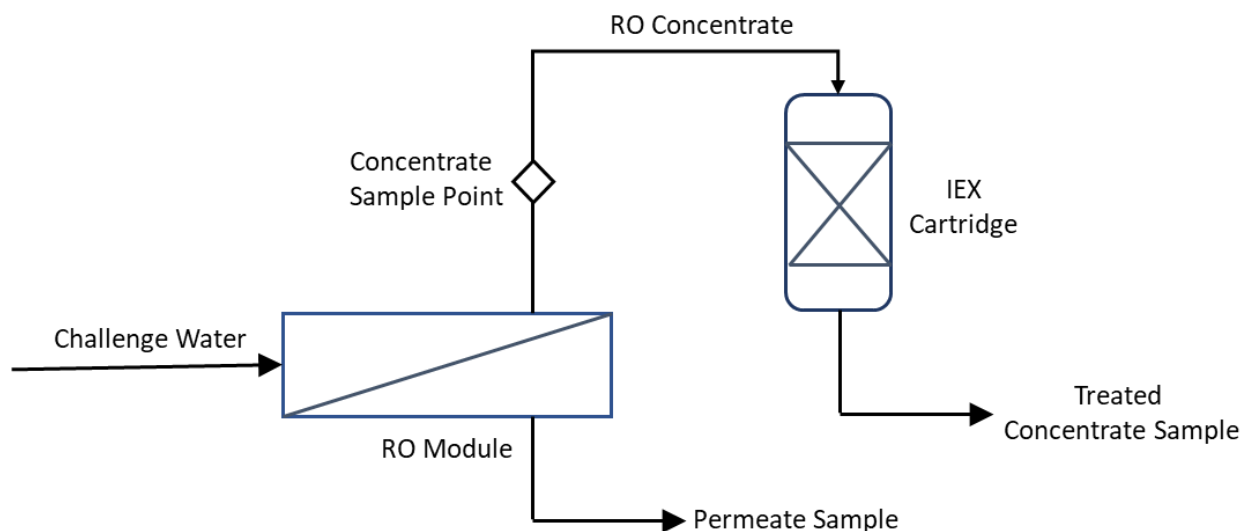 RO Concentrate
Concentrate
Sample Point
IEX
Cartridge
Challenge Water
RO Module
Treated
Concentrate Sample
Permeate Sample